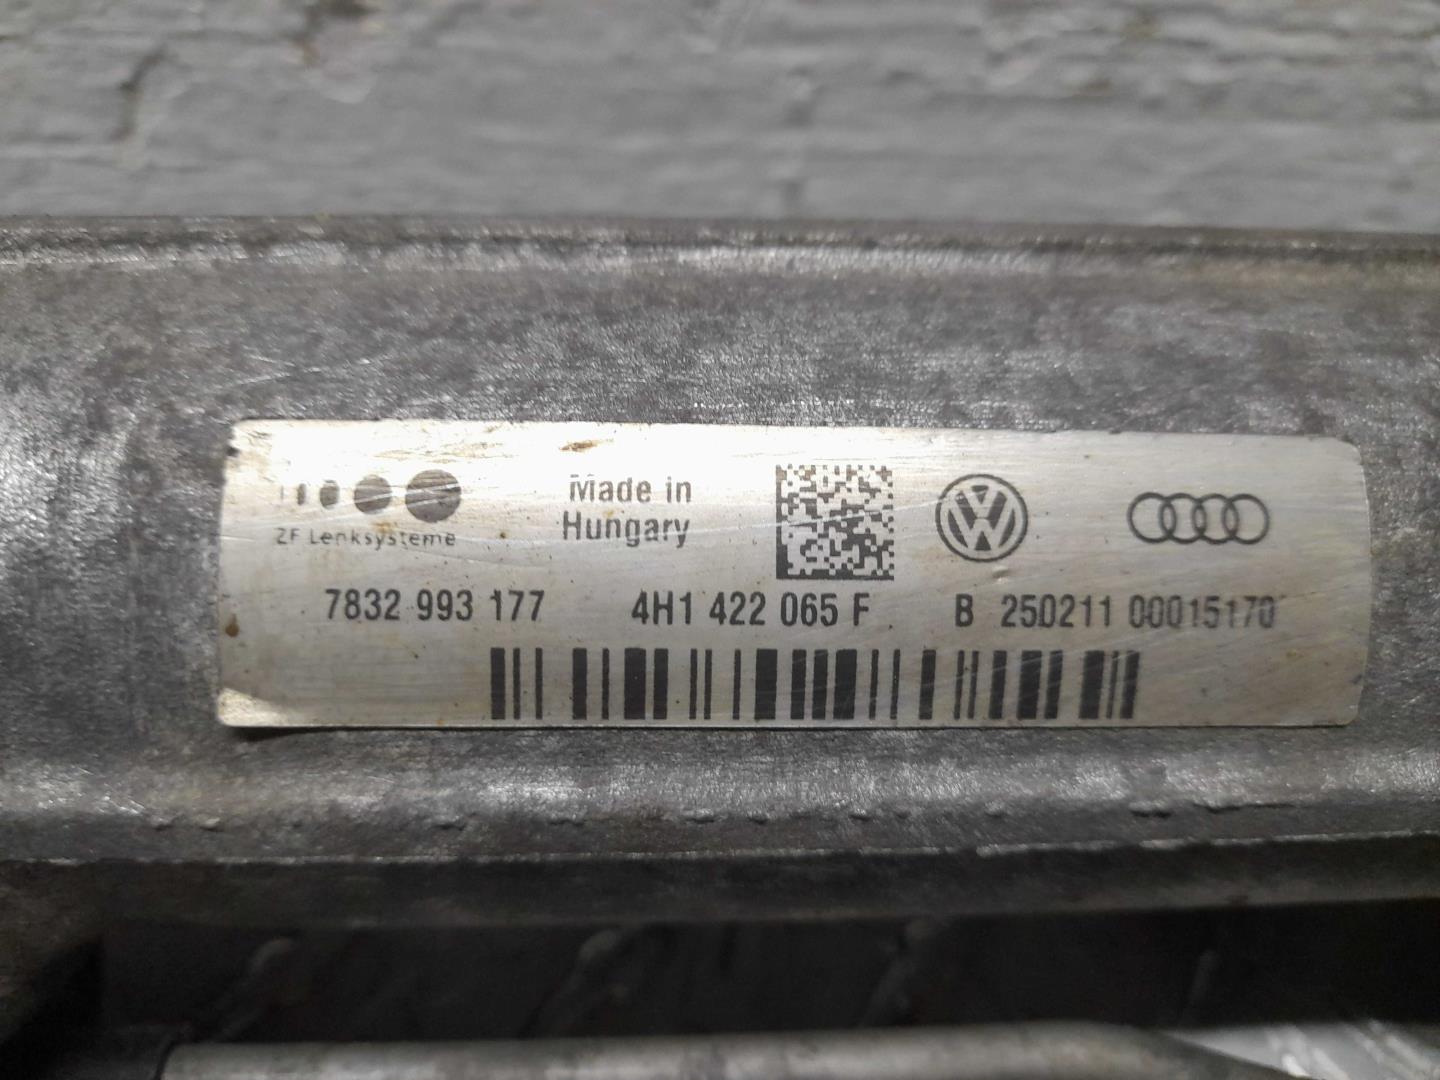 ZF Lenksysteme
Made in
Hungary
7832 993 177 4H1 422 065 F B 250211 00015170